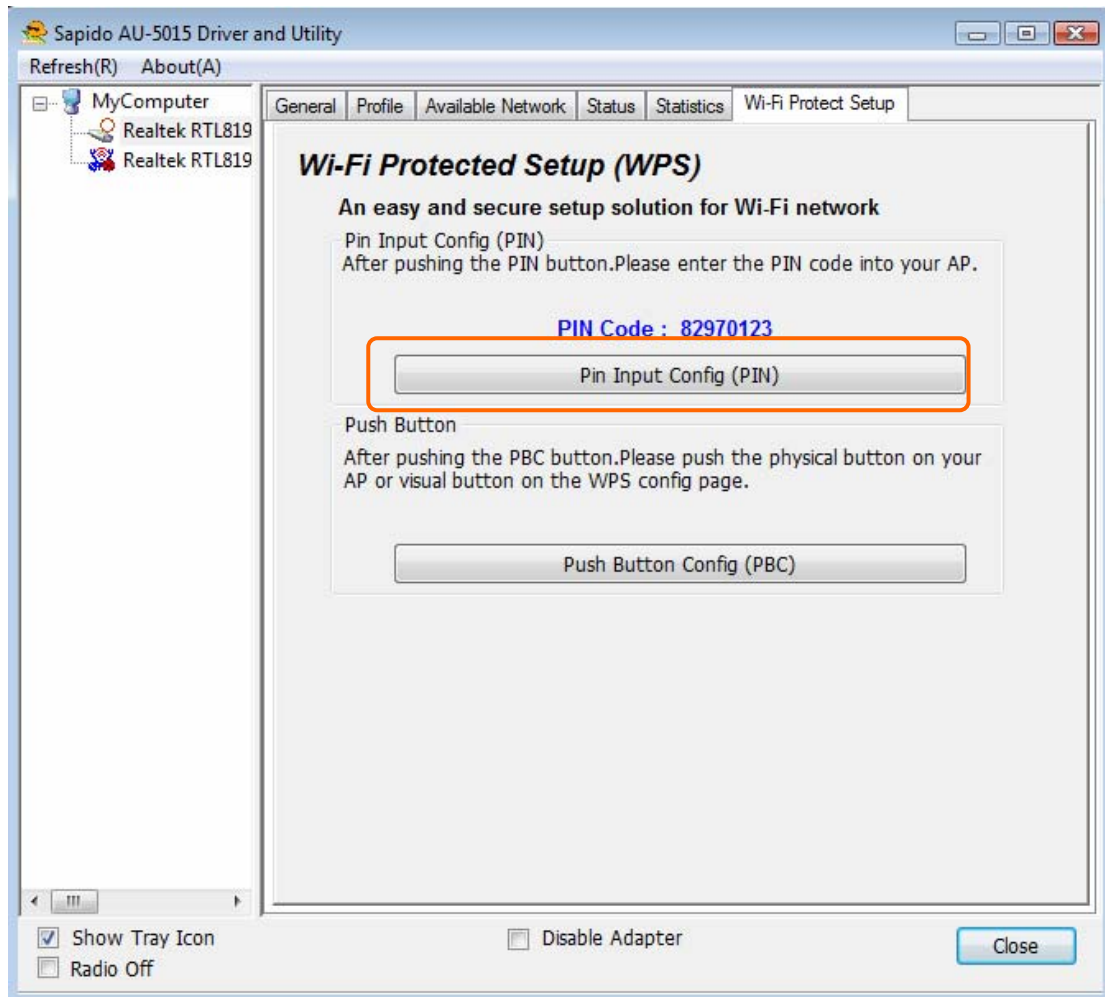 Sapido AU-5015 Driver and Utility
Refresh(R) About(A)
MyComputer
Realtek RTL819
Realtek RTL819
General Profile Available Network Status Statistics Wi-Fi Protect Setup
Wi-Fi Protected Setup (WPS)
An easy and secure setup solution for Wi-Fi network
Pin Input Config (PIN)
After pushing the PIN button.Please enter the PIN code into your AP.
PIN Code : 82970123
Pin Input Config (PIN)
Push Button
After pushing the PBC button.Please push the physical button on your
AP or visual button on the WPS config page.
Push Button Config (PBC)
Show Tray Icon
Radio Off
Disable Adapter
Close